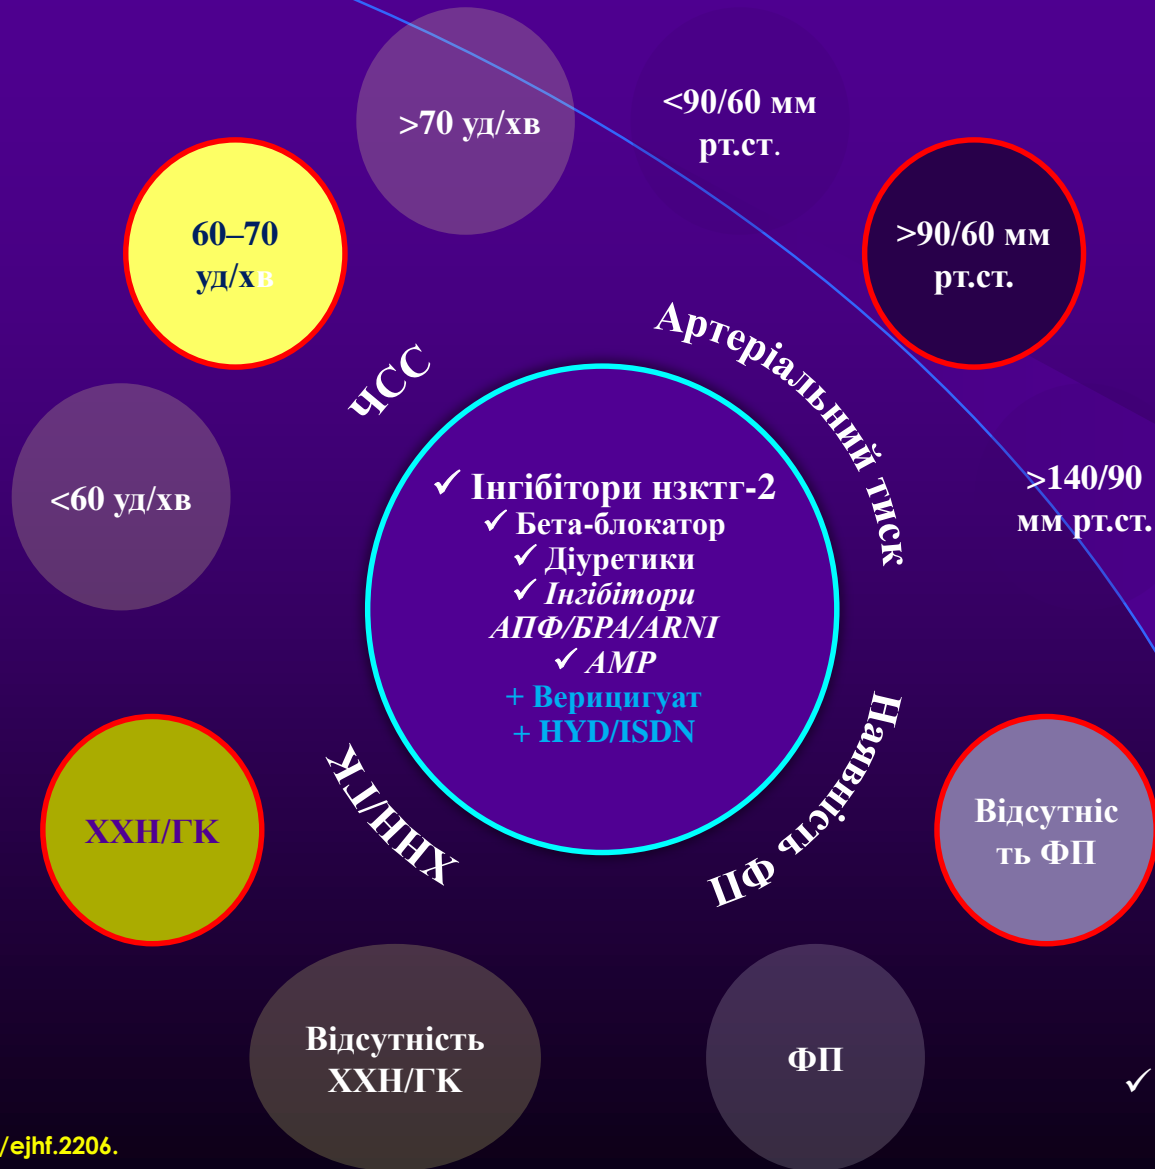 >70 уд/хв
<90/60 мм
рт.ст.
60–70
уд/хв
>90/60 мм
рт.ст.
ЧСС
Артеріальний тиск
<60 уд/хв
>140/90
мм рт.ст.
✓ Інгібітори нзктг-2
✓ Бета-блокатор
✓ Діуретики
✓ Інгібітори
АПФ/БРА/ARNI
✓ АМР
+ Верицигуат
+ HYD/ISDN
ХНН/ГК
Наявність ФП
ХХН/ГК
Відсутніс
ть ФП
Відсутність
ХХН/ГК
ФП
✓
/ejhf.2206.